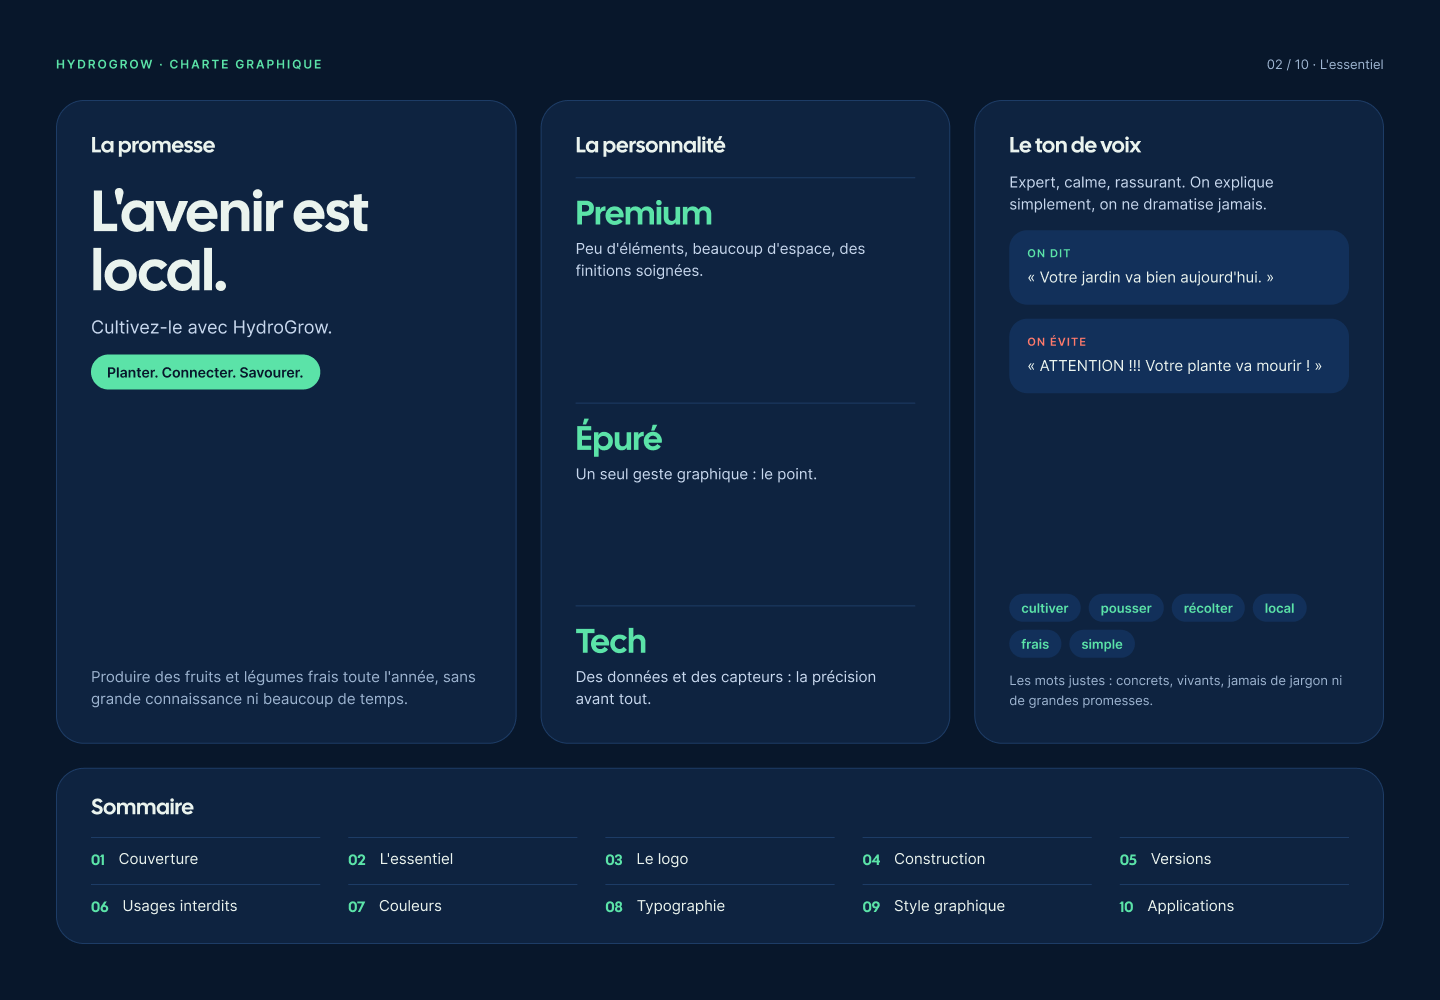 HYDROGROW · CHARTE GRAPHIQUE
02 / 10 · L'essentiel
La promesse
L'avenir est
local.
Cultivez-le avec HydroGrow.
Planter. Connecter. Savourer.
Produire des fruits et légumes frais toute l'année, sans
grande connaissance ni beaucoup de temps.
La personnalité
Premium
Peu d'éléments, beaucoup d'espace, des
finitions soignées.
Épuré
Un seul geste graphique : le point.
Tech
Des données et des capteurs : la précision
avant tout.
Le ton de voix
Expert, calme, rassurant. On explique
simplement, on ne dramatise jamais.
ON DIT
« Votre jardin va bien aujourd'hui. »
ON ÉVITE
« ATTENTION !!! Votre plante va mourir ! »
cultiver pousser récolter local
frais simple
Les mots justes : concrets, vivants, jamais de jargon ni
de grandes promesses.
Sommaire
01 Couverture 02 L'essentiel 03 Le logo 04 Construction 05 Versions
06 Usages interdits 07 Couleurs 08 Typographie 09 Style graphique 10 Applications